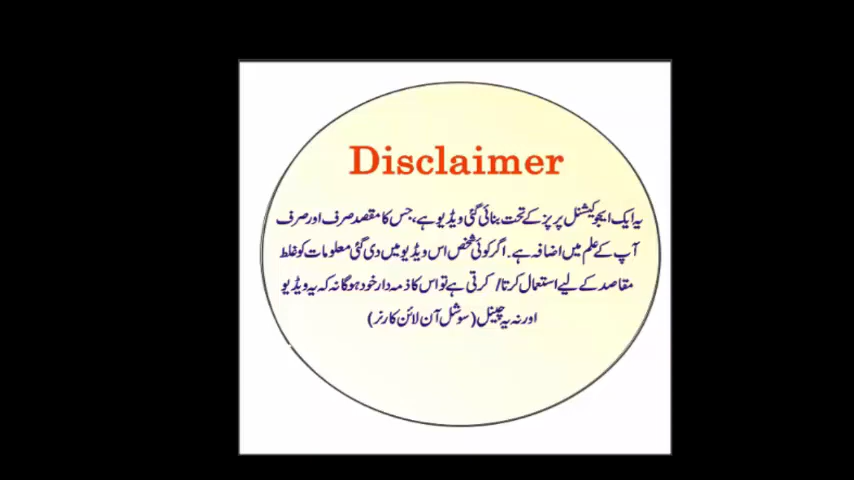 Disclaimer
یہ ایک ایجوکیشنل پرپز کے تحت بنائی گئی ویڈیو ہے، جس کا مقصد صرف اور صرف
آپ کے علم میں اضافہ ہے. اگر کوئی شخص اس ویڈیو میں دی گئی معلومات کو غلط
مقاصد کے لیے استعمال کرتا/ کرتی ہے تو اس کا ذمہ دار خود ہو گا نہ کہ یہ ویڈیو
اور نہ یہ چینل (سوشل آن لائن کارنر)